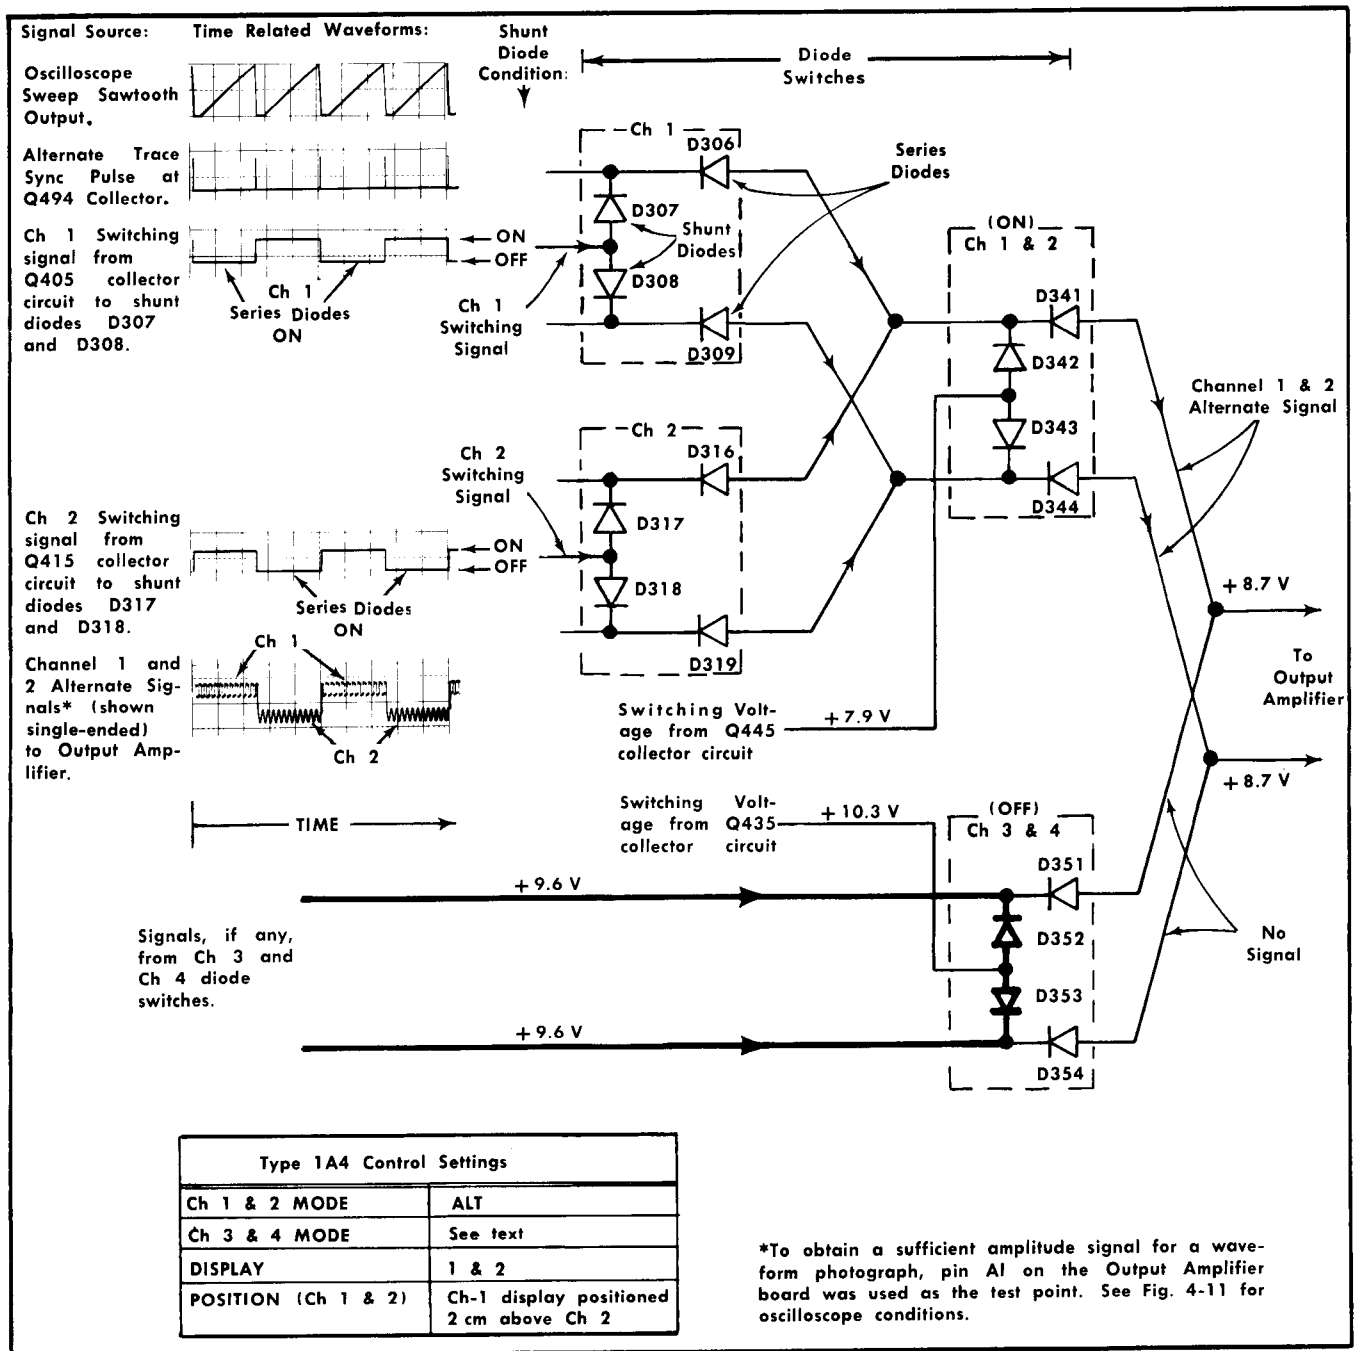 Signal Source:
Time Related Waveforms:
Shunt
Diode
Condition:
Diode
Switches
Oscilloscope
Sweep Sawtooth
Output.
Alternate Trace
Sync Pulse at
Q494 Collector.
Ch 1 Switching
signal from
Q405 collector
circuit to shunt
diodes D307
and D308.
Ch 1
Series Diodes
ON
ON
OFF
Ch 1
Switching
Signal
Ch 1
D306
D307
Shunt
Diodes
D308
D309
Series
Diodes
(ON)
Ch 1 & 2
D341
D342
D343
D344
Channel 1 & 2
Alternate Signal
Ch 2
Switching
Signal
Ch 2
D316
D317
D318
D319
Ch 2 Switching
signal from
Q415 collector
circuit to shunt
diodes D317
and D318.
ON
OFF
Series Diodes
ON
Channel 1 and
2 Alternate Sig-
nals* (shown
single-ended)
to Output Amp-
lifier.
Ch 1
Ch 2
TIME
Switching Volt-
age from Q445
collector circuit
+7.9 V
+8.7 V
To
Output
Amplifier
+8.7 V
Switching Volt-
age from Q435
collector circuit
+10.3 V
(OFF)
Ch 3 & 4
D351
D352
D353
D354
No
Signal
+9.6 V
Signals, if any,
from Ch 3 and
Ch 4 diode
switches.
+9.6 V
Type 1A4 Control Settings
Ch 1 & 2 MODE ALT
Ch 3 & 4 MODE See text
DISPLAY 1 & 2
POSITION (Ch 1 & 2) Ch-1 display positioned
2 cm above Ch 2
*To obtain a sufficient amplitude signal for a wave-
form photograph, pin AI on the Output Amplifier
board was used as the test point. See Fig. 4-11 for
oscilloscope conditions.